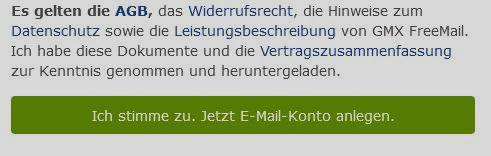 Es gelten die AGB, das Widerrufsrecht, die Hinweise zum
Datenschutz sowie die Leistungsbeschreibung von GMX FreeMail.
Ich habe diese Dokumente und die Vertragszusammenfassung
zur Kenntnis genommen und heruntergeladen.
Ich stimme zu. Jetzt E-Mail-Konto anlegen.